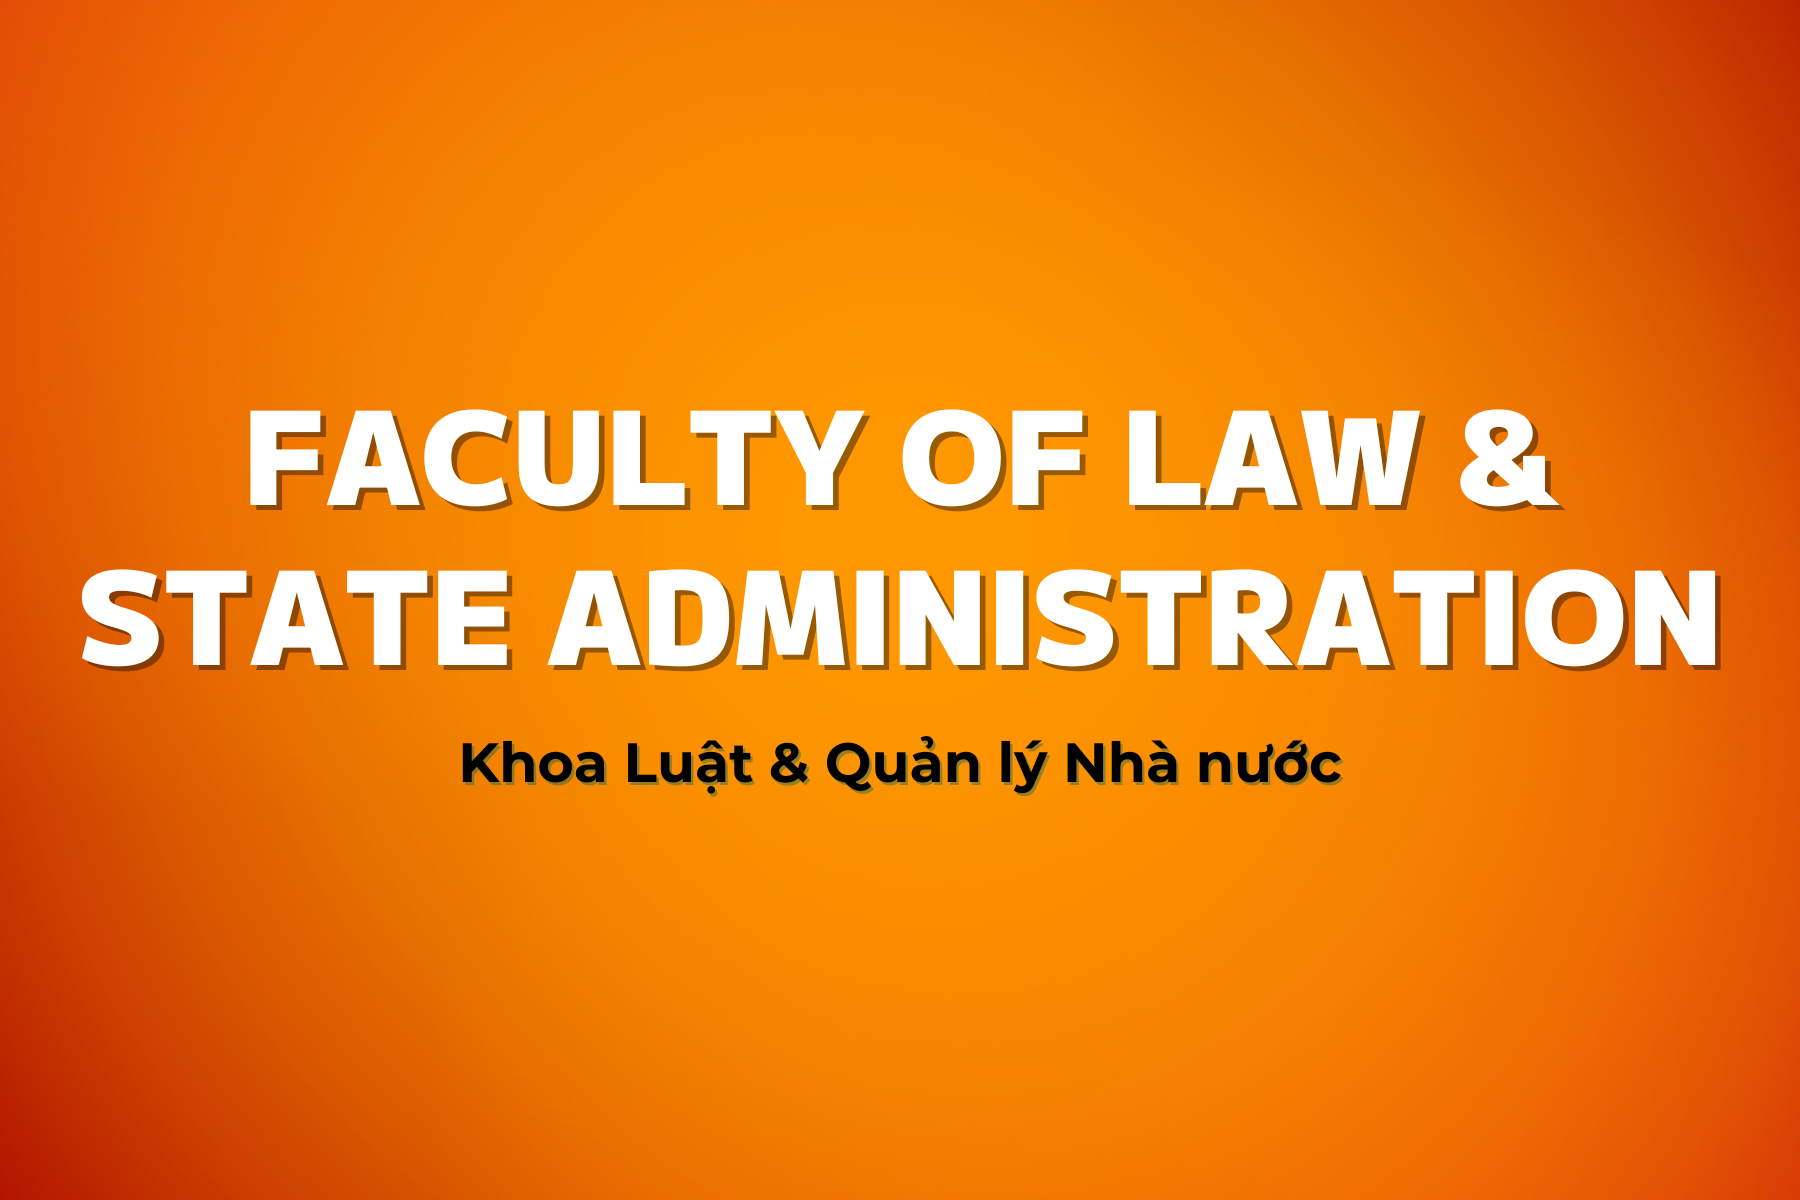 FACULTY OF LAW &
STATE ADMINISTRATION
Khoa Luật & Quản lý Nhà nước